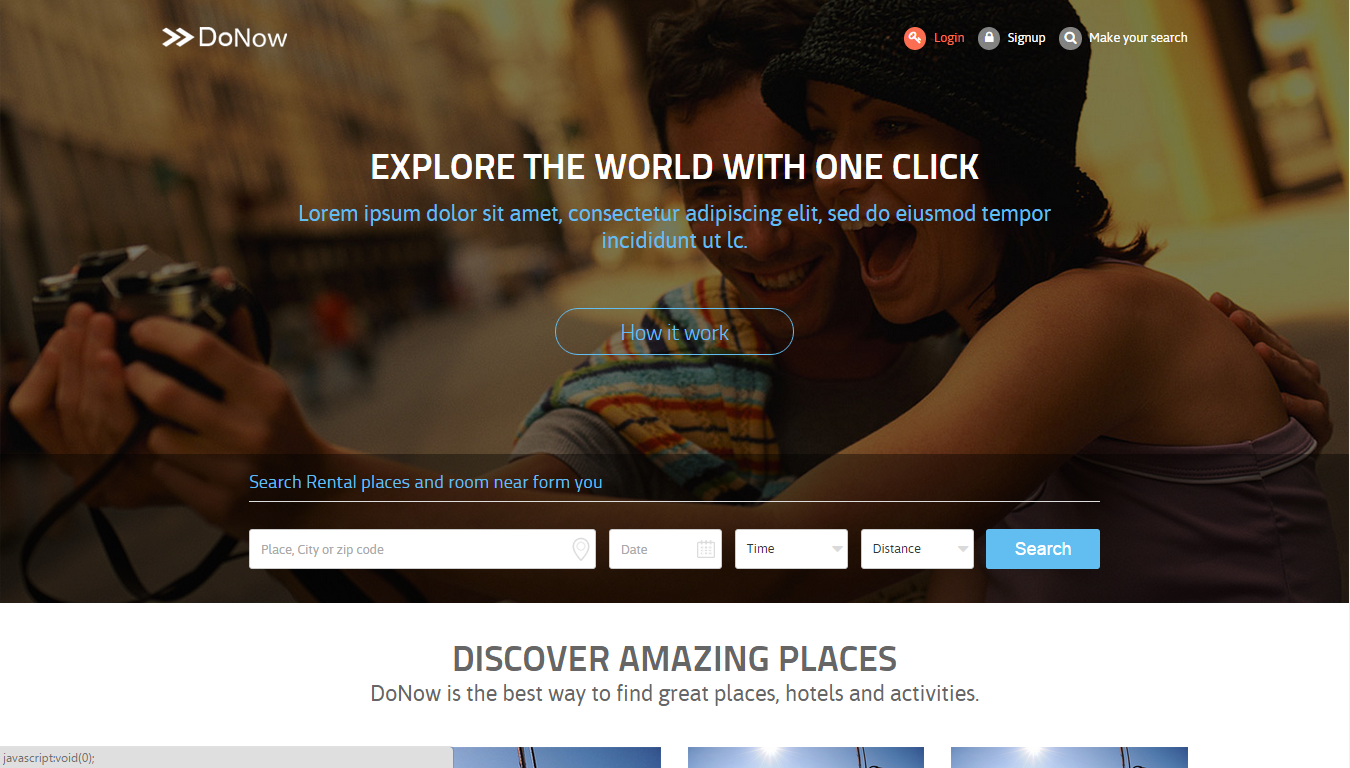 DoNow
Login Signup Make your search
EXPLORE THE WORLD WITH ONE CLICK
Lorem ipsum dolor sit amet, consectetur adipiscing elit, sed do eiusmod tempor
incididunt ut lc.
How it work
Search Rental places and room near form you
Place, City or zip code Date Time Distance Search
DISCOVER AMAZING PLACES
DoNow is the best way to find great places, hotels and activities.
javascript:void(0);